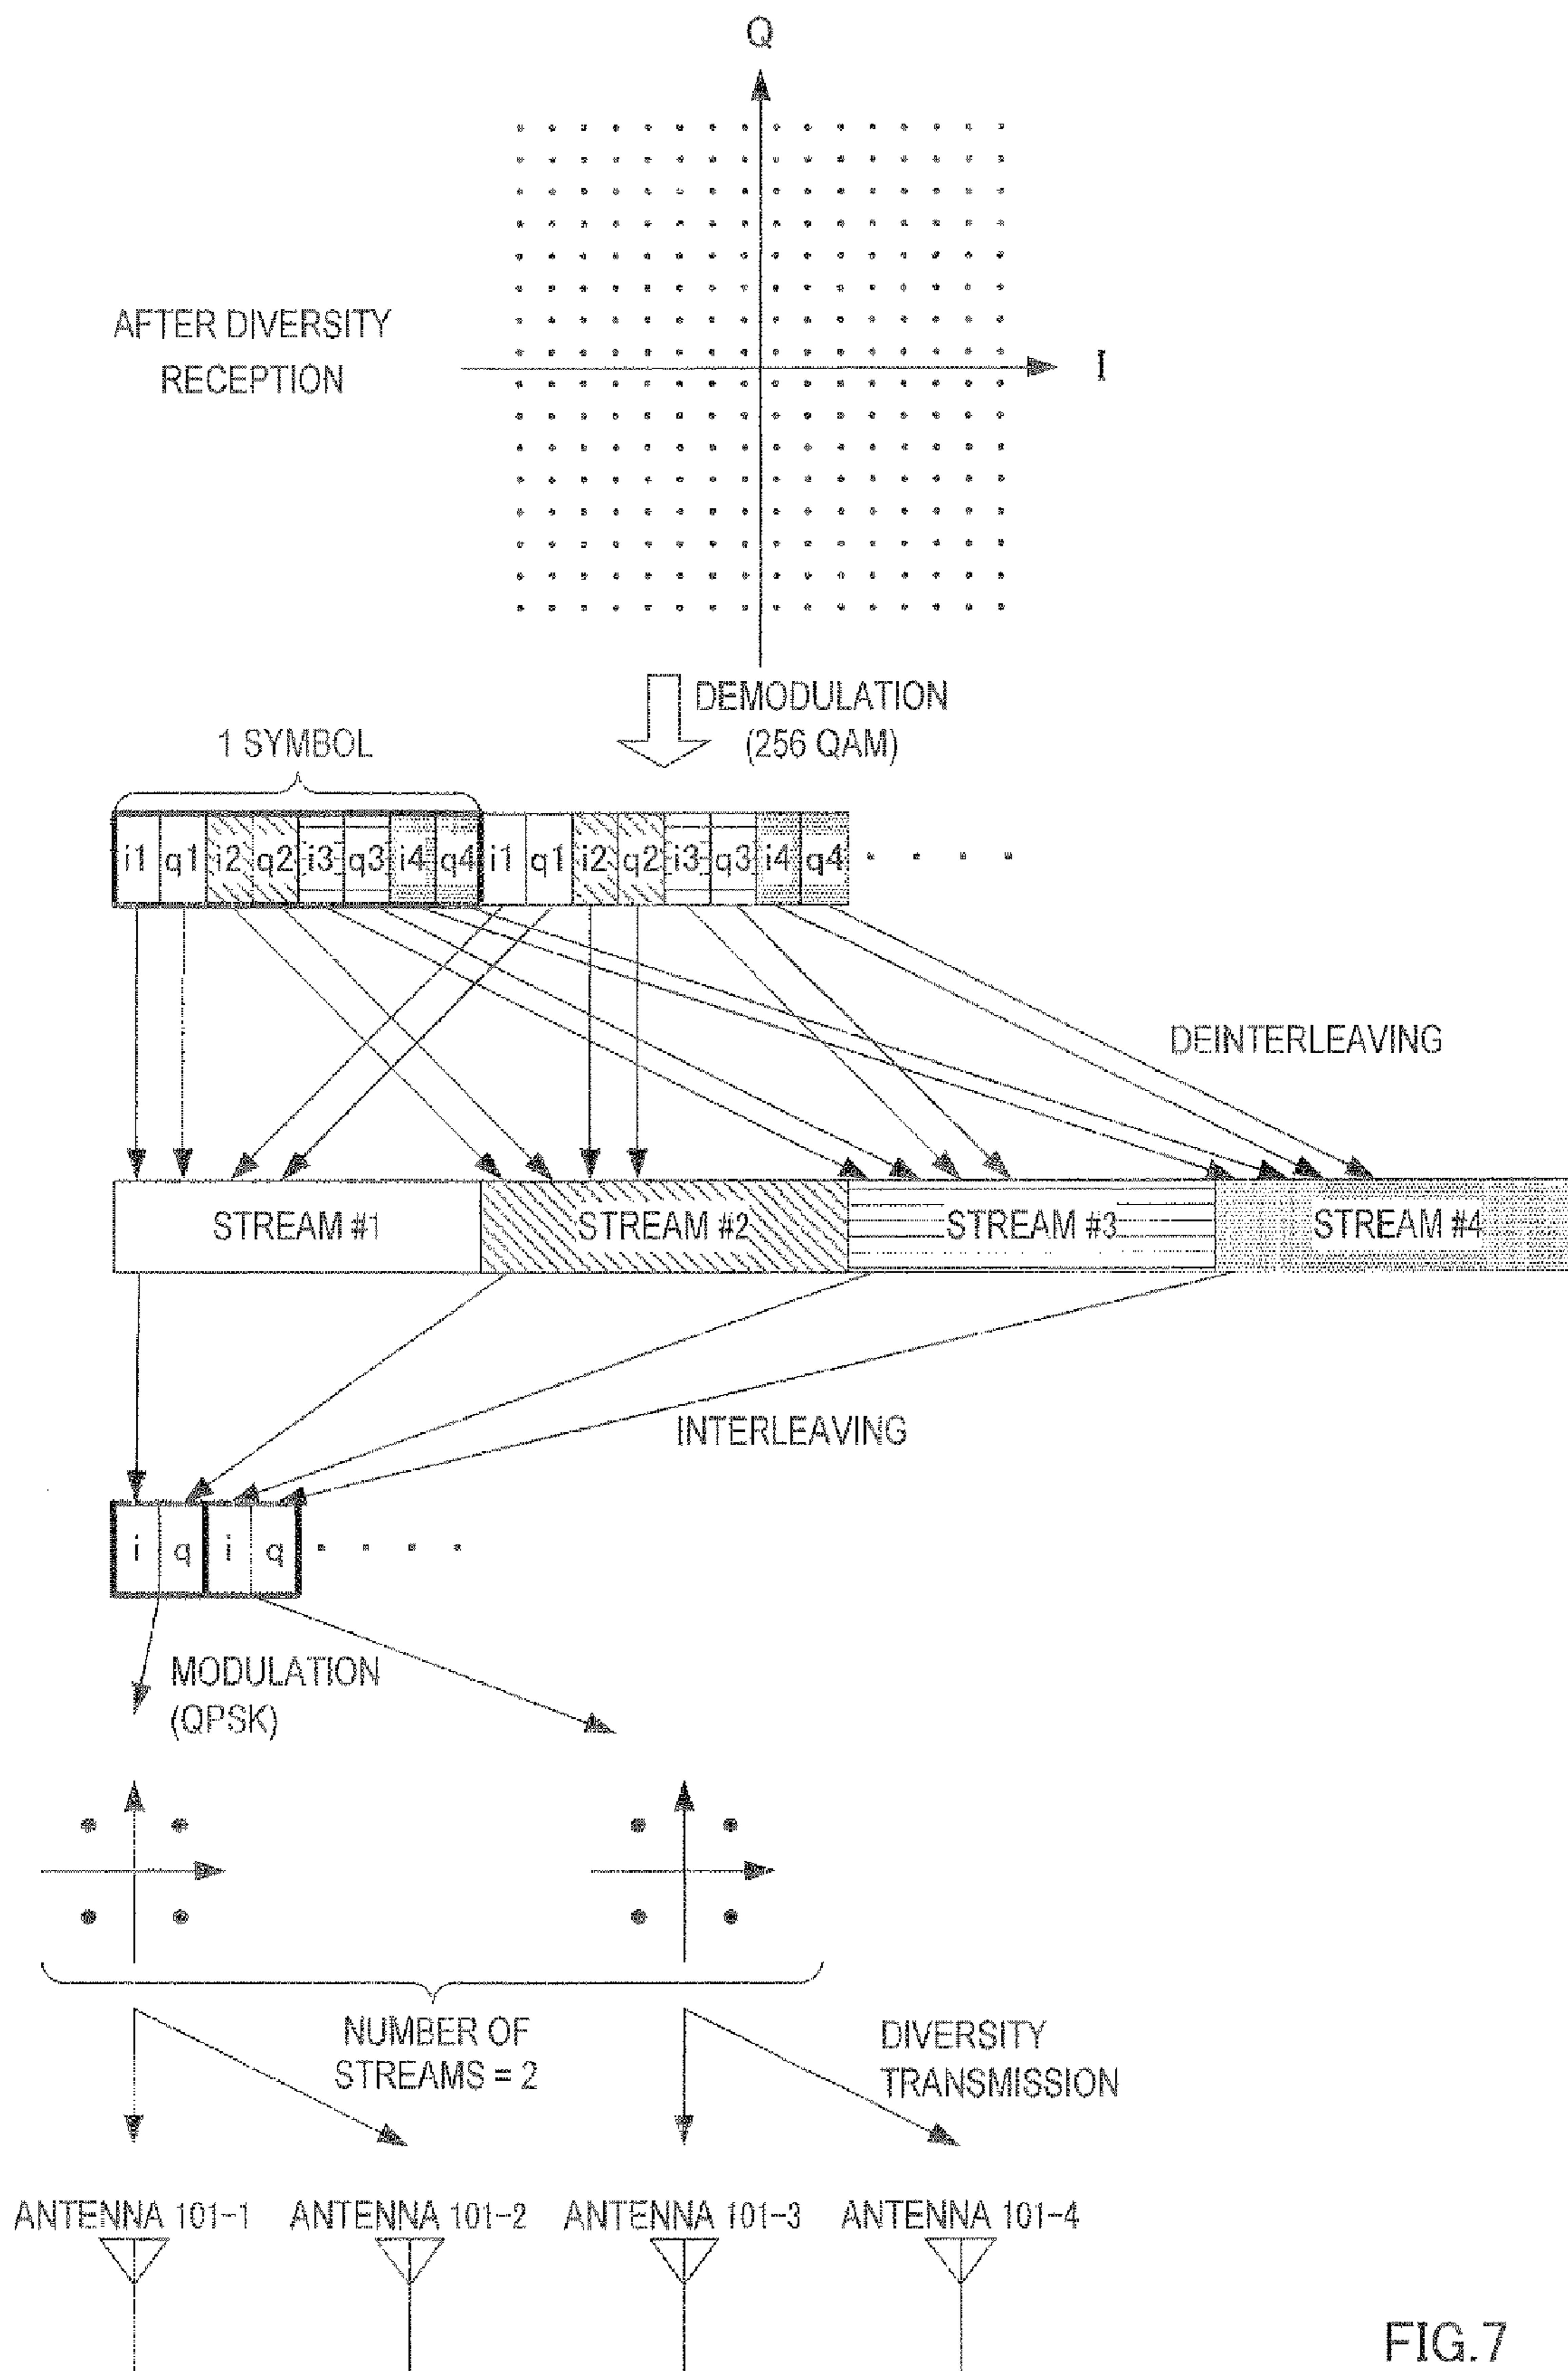 Q
AFTER DIVERSITY
RECEPTION
I
DEMODULATION
(256 QAM)
1 SYMBOL
i1 q1 i2 q2 i3 q3 i4 q4 i1 q1 i2 q2 i3 q3 i4 q4
DEINTERLEAVING
STREAM #1 STREAM #2 STREAM #3 STREAM #4
INTERLEAVING
i q i q
MODULATION
(QPSK)
NUMBER OF
STREAMS = 2
DIVERSITY
TRANSMISSION
ANTENNA 101-1 ANTENNA 101-2 ANTENNA 101-3 ANTENNA 101-4
FIG.7